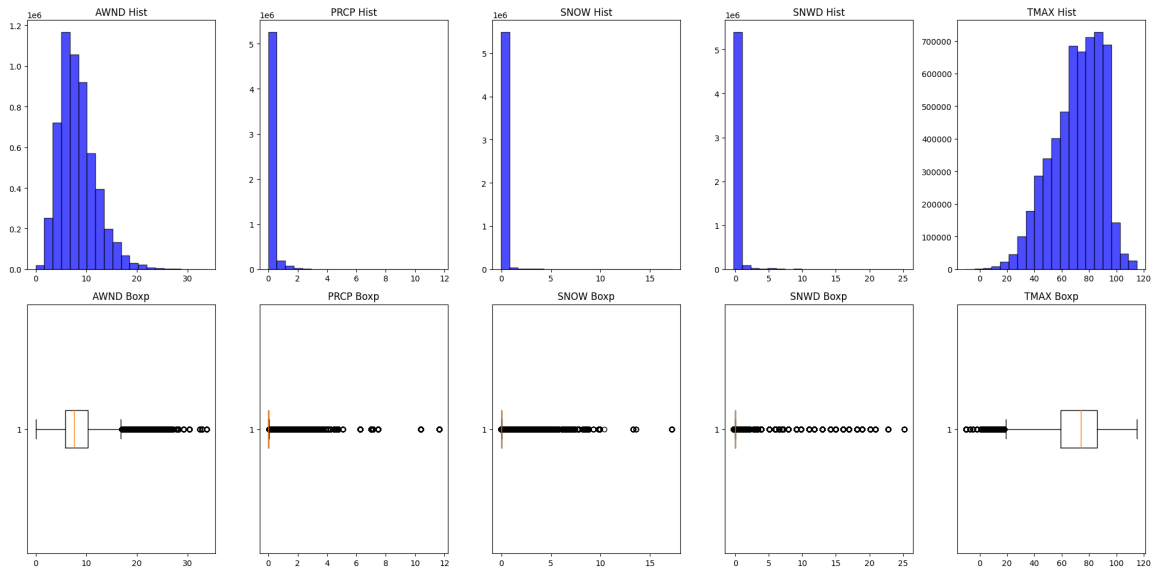 AWND Hist
1e6
1.2
1.0
0.8
0.6
0.4
0.2
0.0
0 10 20 30
PRCP Hist
1e6
5
4
3
2
1
0
0 2 4 6 8 10 12
SNOW Hist
1e6
5
4
3
2
1
0
0 5 10 15
SNWD Hist
1e6
5
4
3
2
1
0
0 5 10 15 20 25
TMAX Hist
700000
600000
500000
400000
300000
200000
100000
0
0 20 40 60 80 100 120
AWND Boxp
1
0 10 20 30
PRCP Boxp
1
0 2 4 6 8 10 12
SNOW Boxp
1
0 5 10 15
SNWD Boxp
1
0 5 10 15 20 25
TMAX Boxp
1
0 20 40 60 80 100 120